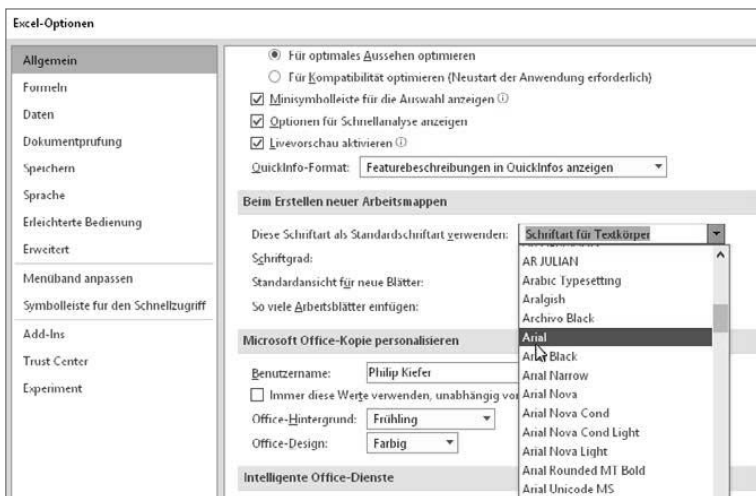 Excel-Optionen
Allgemein
Formeln
Daten
Dokumentprüfung
Speichern
Sprache
Erleichterte Bedienung
Erweitert
Menüband anpassen
Symbolleiste für den Schnellzugriff
Add-Ins
Trust Center
Experiment
Für optimales Aussehen optimieren
Für Kompatibilität optimieren (Neustart der Anwendung erforderlich)
Minisymbolleiste für die Auswahl anzeigen
Optionen für Schnellanalyse anzeigen
Livevorschau aktivieren
QuickInfo-Format: Featurebeschreibungen in QuickInfos anzeigen
Beim Erstellen neuer Arbeitsmappen
Diese Schriftart als Standardschriftart verwenden: Schriftart für Textkörper
Schriftgrad:
Standardansicht für neue Blätter:
So viele Arbeitsblätter einfügen:
AR JULIAN
Arabic Typesetting
Aralgish
Archivo Black
Arial
Arial Black
Arial Narrow
Arial Nova
Arial Nova Cond
Arial Nova Cond Light
Arial Nova Light
Arial Rounded MT Bold
Arial Unicode MS
Microsoft Office-Kopie personalisieren
Benutzername: Philip Kiefer
Immer diese Werte verwenden, unabhängig
Office-Hintergrund: Frühling
Office-Design: Farbig
Intelligente Office-Dienste